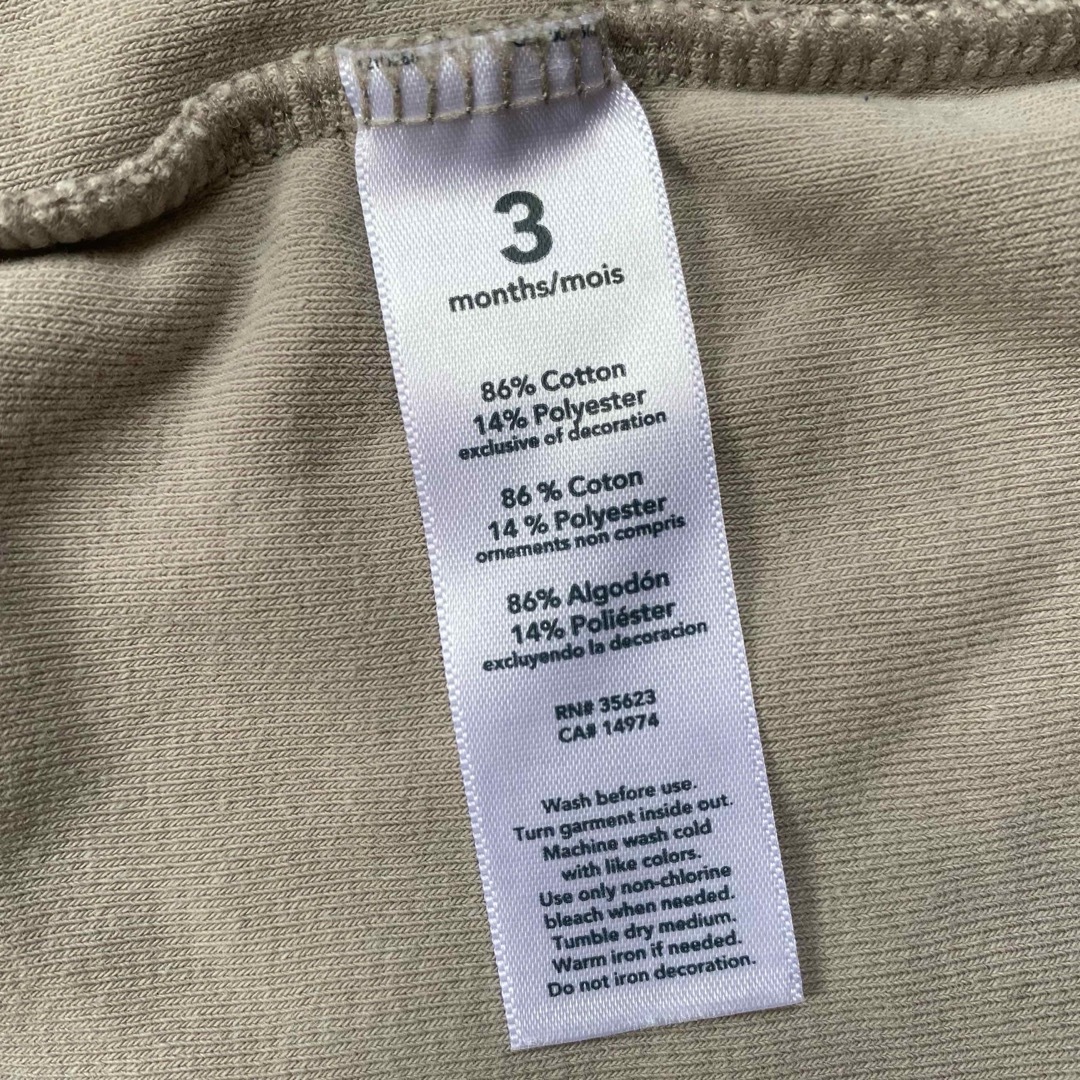 3
months/mois
86% Cotton
14% Polyester
exclusive of decoration
86 % Coton
14 % Polyester
ornements non compris
86% Algodón
14% Poliéster
excluyendo la decoracion
RN# 35623
CA# 14974
Wash before use.
Turn garment inside out.
Machine wash cold
with like colors.
Use only non-chlorine
bleach when needed.
Tumble dry medium.
Warm iron if needed.
Do not iron decoration.